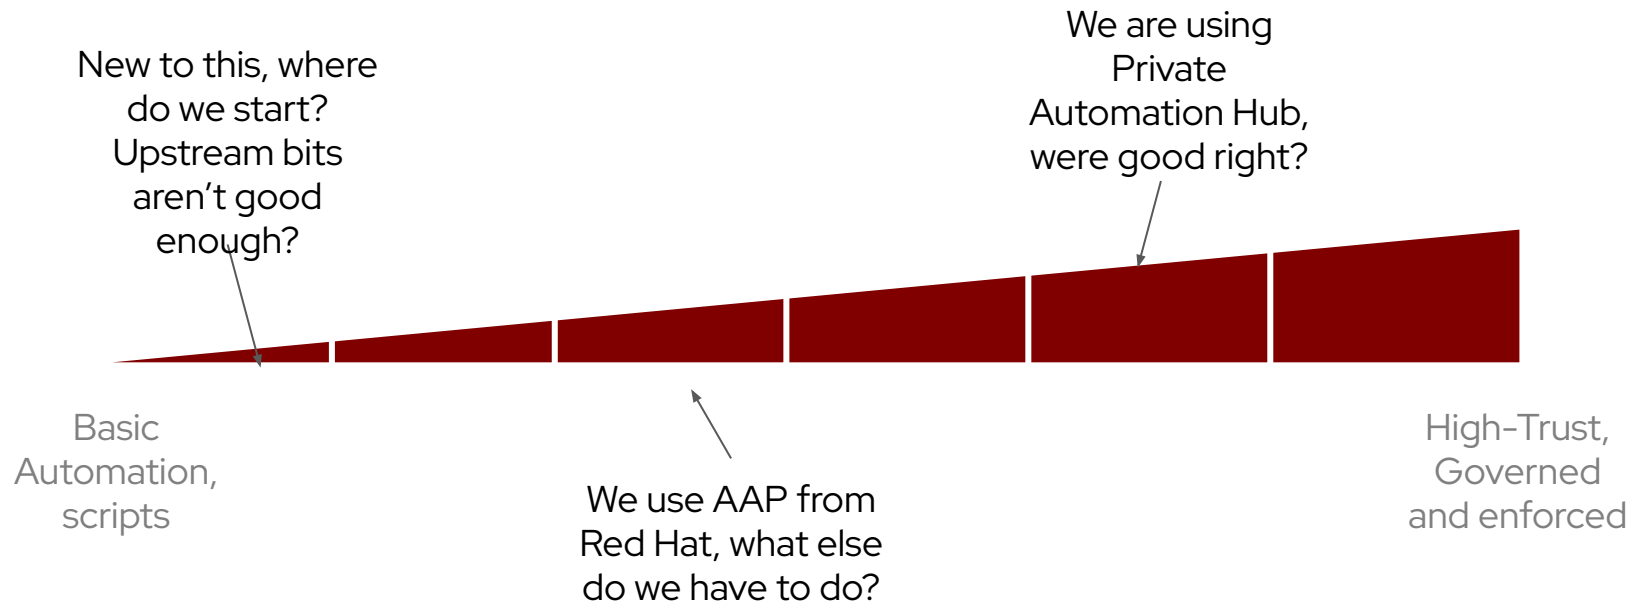 New to this, where
do we start?
Upstream bits
aren’t good
enough?
We are using
Private
Automation Hub,
were good right?
Basic
Automation,
scripts
We use AAP from
Red Hat, what else
do we have to do?
High-Trust,
Governed
and enforced